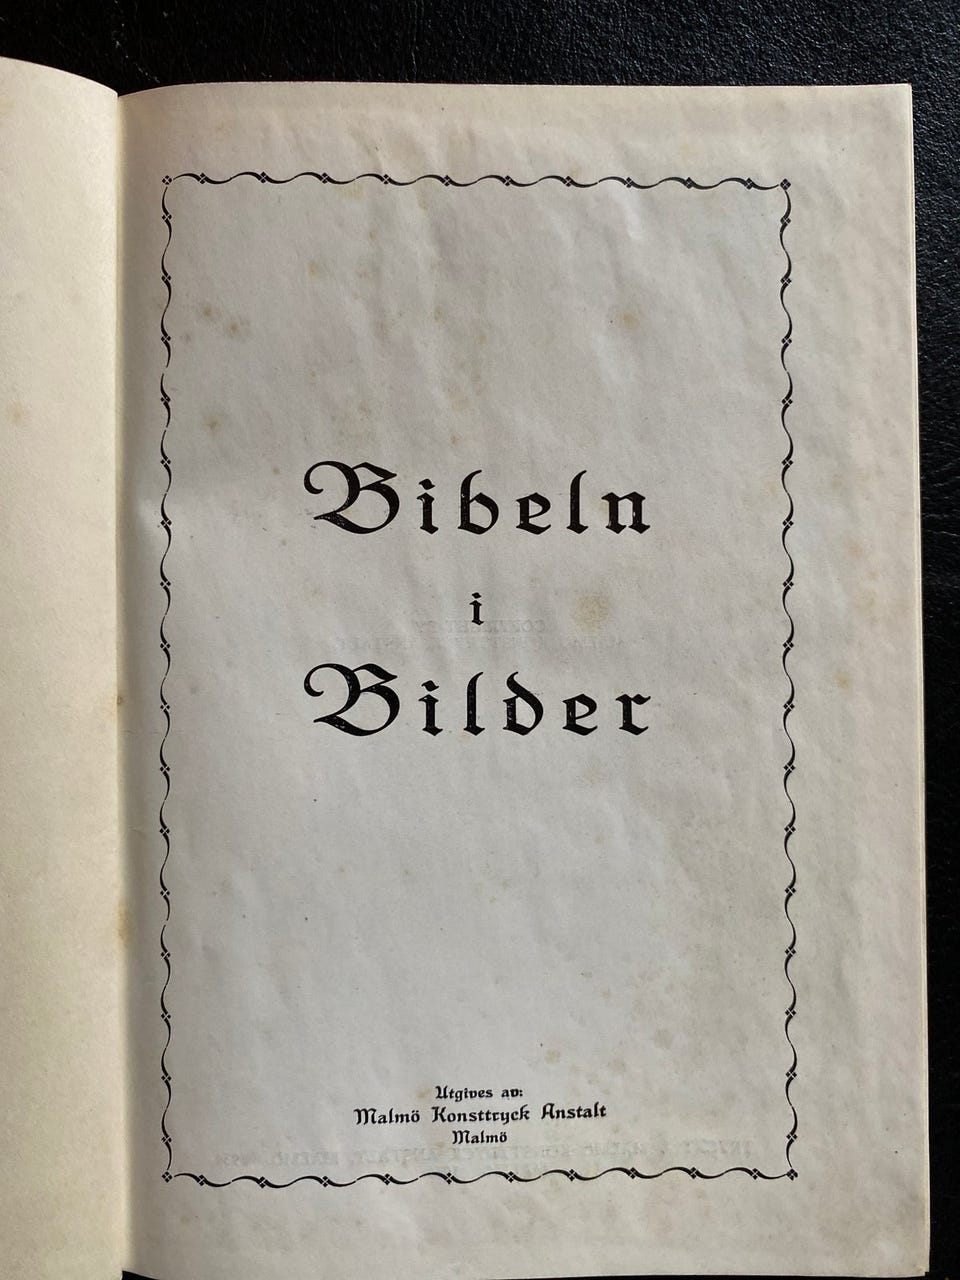 Bibeln
i
Bilder
Utgives av:
Malmö Konsttryck Anstalt
Malmö